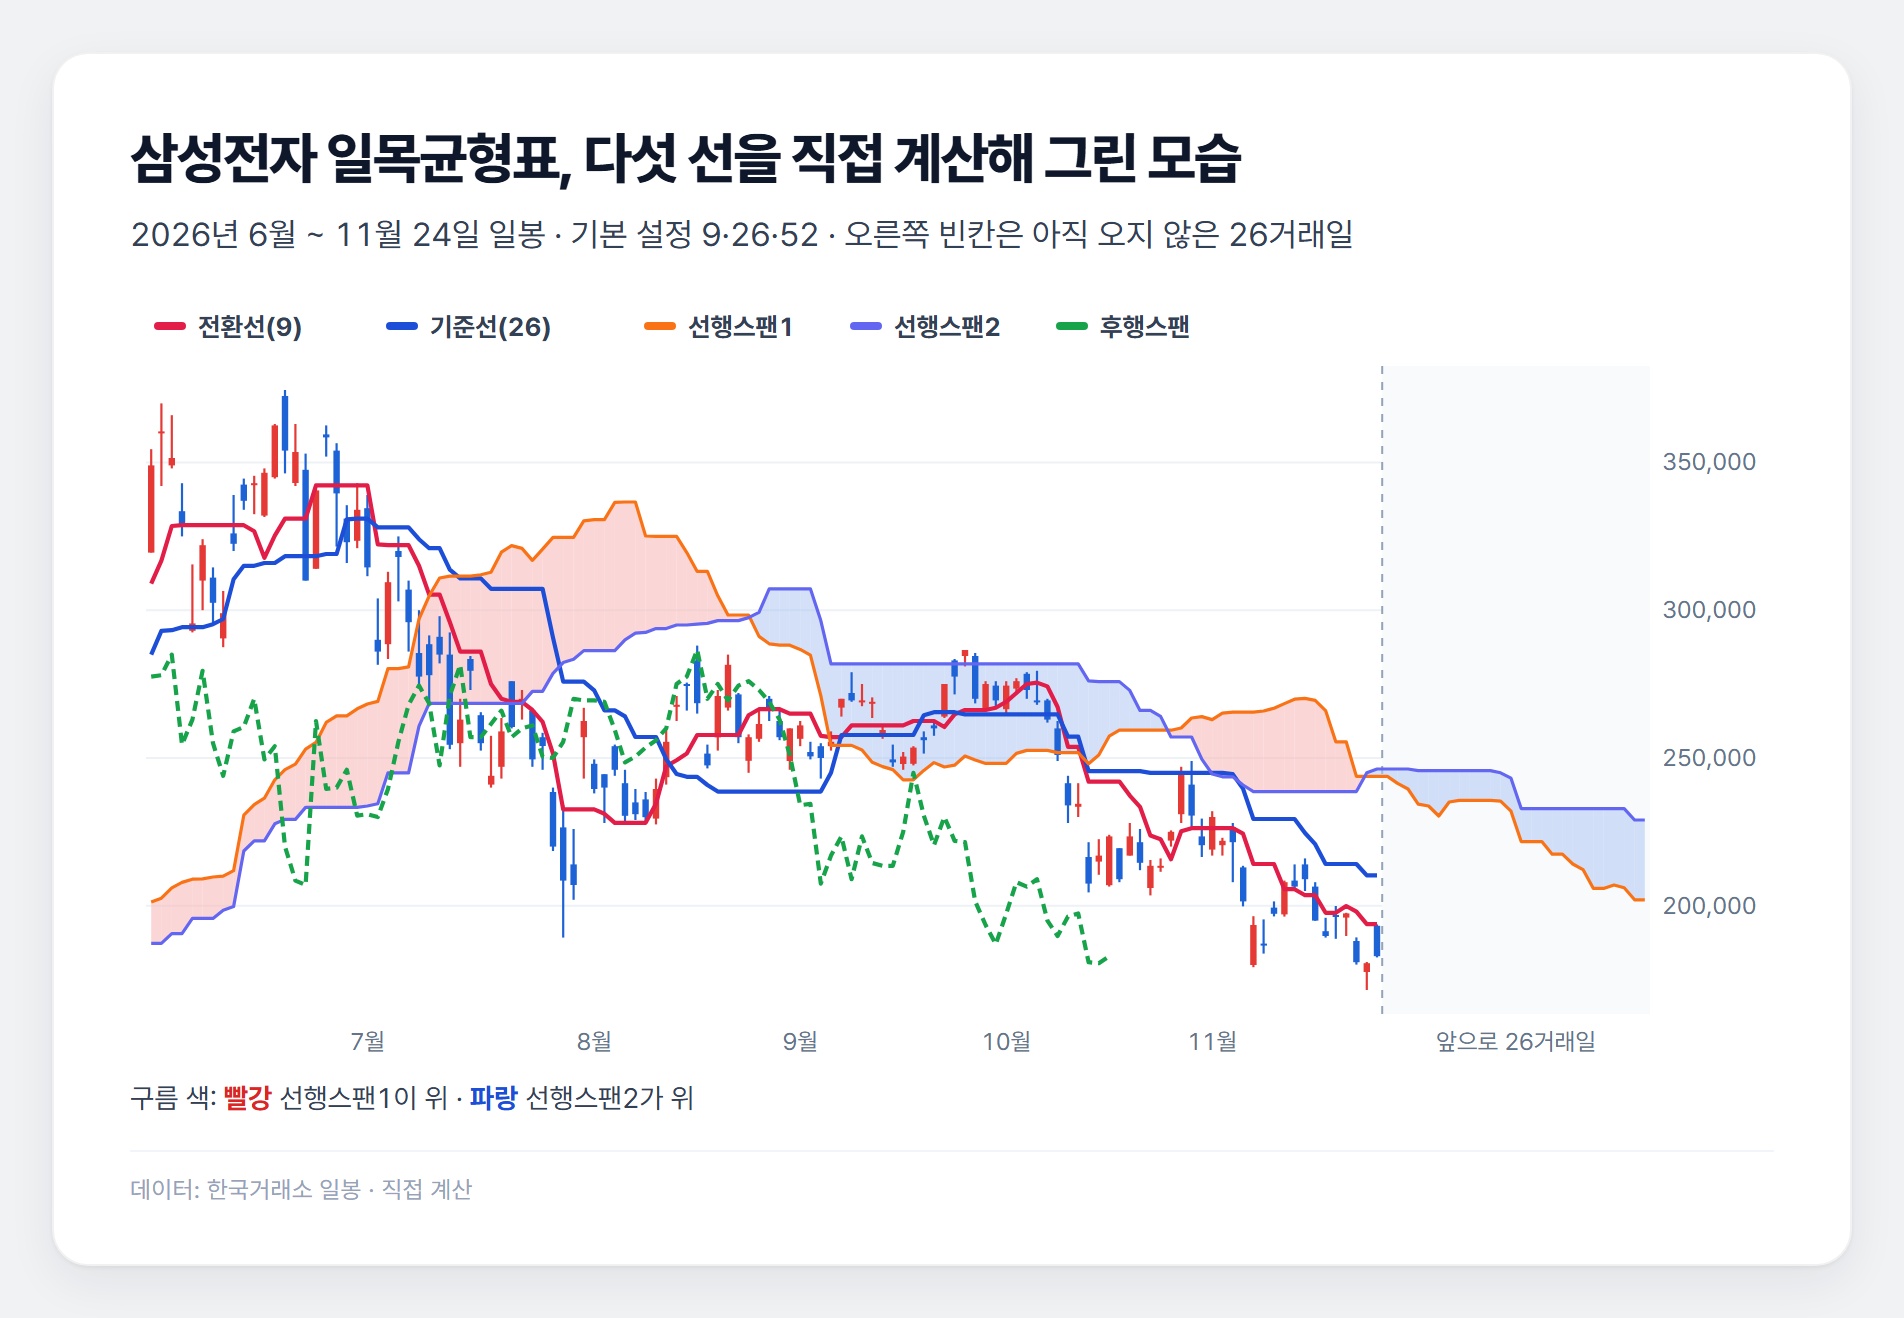 삼성전자 일목균형표, 다섯 선을 직접 계산해 그린 모습
2026년 6월 ~ 11월 24일 일봉 · 기본 설정 9·26·52 · 오른쪽 빈칸은 아직 오지 않은 26거래일
전환선(9) 기준선(26) 선행스팬1 선행스팬2 후행스팬
350,000
300,000
250,000
200,000
7월 8월 9월 10월 11월 앞으로 26거래일
구름 색: 빨강 선행스팬1이 위 · 파랑 선행스팬2가 위
데이터: 한국거래소 일봉 · 직접 계산